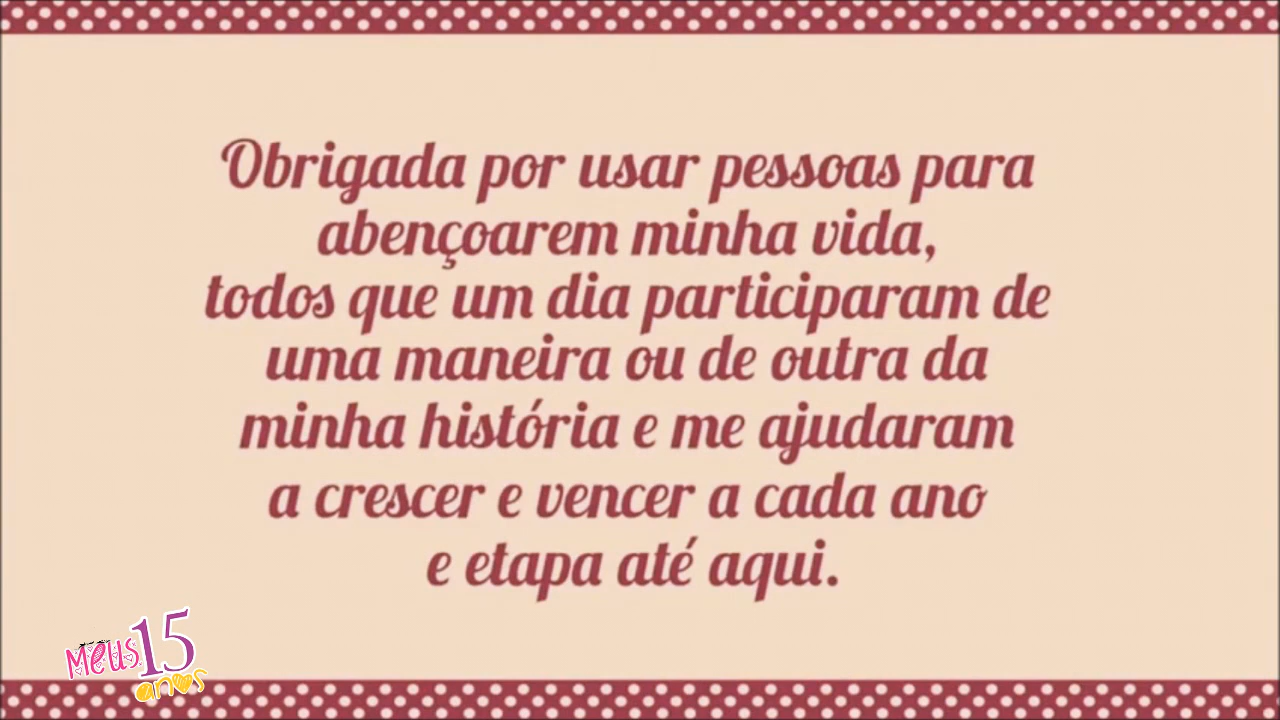 Obrigada por usar pessoas para
abençoarem minha vida,
todos que um dia participaram de
uma maneira ou de outra da
minha história e me ajudaram
a crescer e vencer a cada ano
e etapa até aqui.
Meus 15
anos